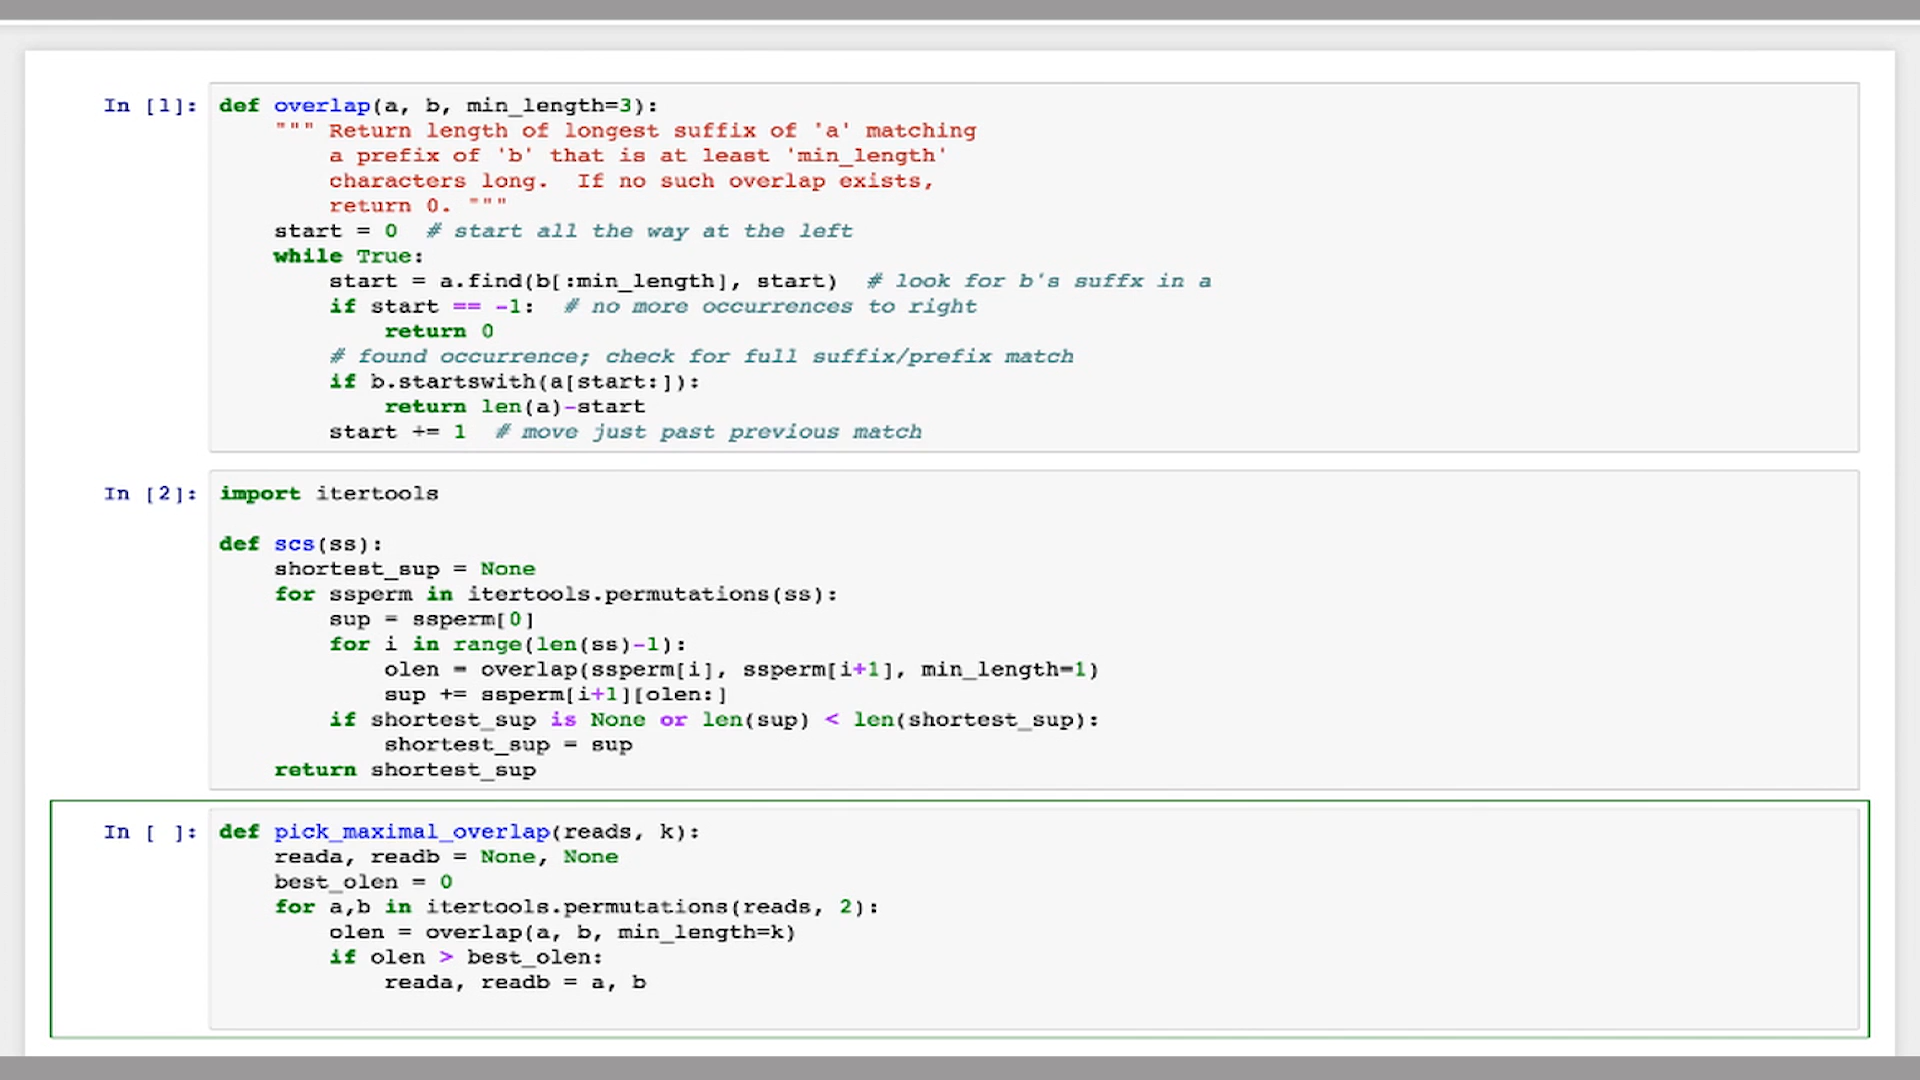 In [1]: def overlap(a, b, min_length=3):
    """ Return length of longest suffix of 'a' matching
        a prefix of 'b' that is at least 'min_length'
        characters long.  If no such overlap exists,
        return 0. """
    start = 0  # start all the way at the left
    while True:
        start = a.find(b[:min_length], start)  # look for b's suffx in a
        if start == -1:  # no more occurrences to right
            return 0
        # found occurrence; check for full suffix/prefix match
        if b.startswith(a[start:]):
            return len(a)-start
        start += 1  # move just past previous match
In [2]: import itertools
def scs(ss):
    shortest_sup = None
    for ssperm in itertools.permutations(ss):
        sup = ssperm[0]
        for i in range(len(ss)-1):
            olen = overlap(ssperm[i], ssperm[i+1], min_length=1)
            sup += ssperm[i+1][olen:]
        if shortest_sup is None or len(sup) < len(shortest_sup):
            shortest_sup = sup
    return shortest_sup
In [ ]: def pick_maximal_overlap(reads, k):
    reada, readb = None, None
    best_olen = 0
    for a,b in itertools.permutations(reads, 2):
        olen = overlap(a, b, min_length=k)
        if olen > best_olen:
            reada, readb = a, b